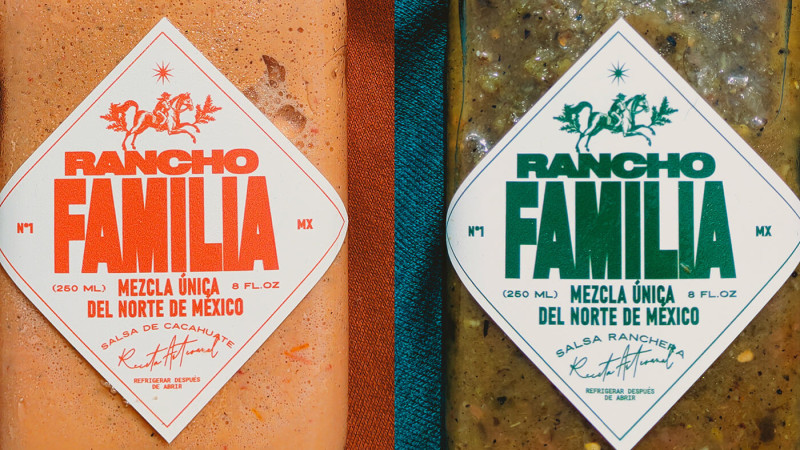 RANCHO
FAMILIA
Nº1
MX
(250 ML)
MEZCLA ÚNICA
8 FL.OZ
DEL NORTE DE MÉXICO
SALSA DE CACAHUATE
Receta Artesanal
REFRIGERAR DESPUÉS
DE ABRIR
RANCHO
FAMILIA
Nº1
MX
(250 ML)
MEZCLA ÚNICA
8 FL.OZ
DEL NORTE DE MÉXICO
SALSA RANCHERA
Receta Artesanal
REFRIGERAR DESPUÉS
DE ABRIR